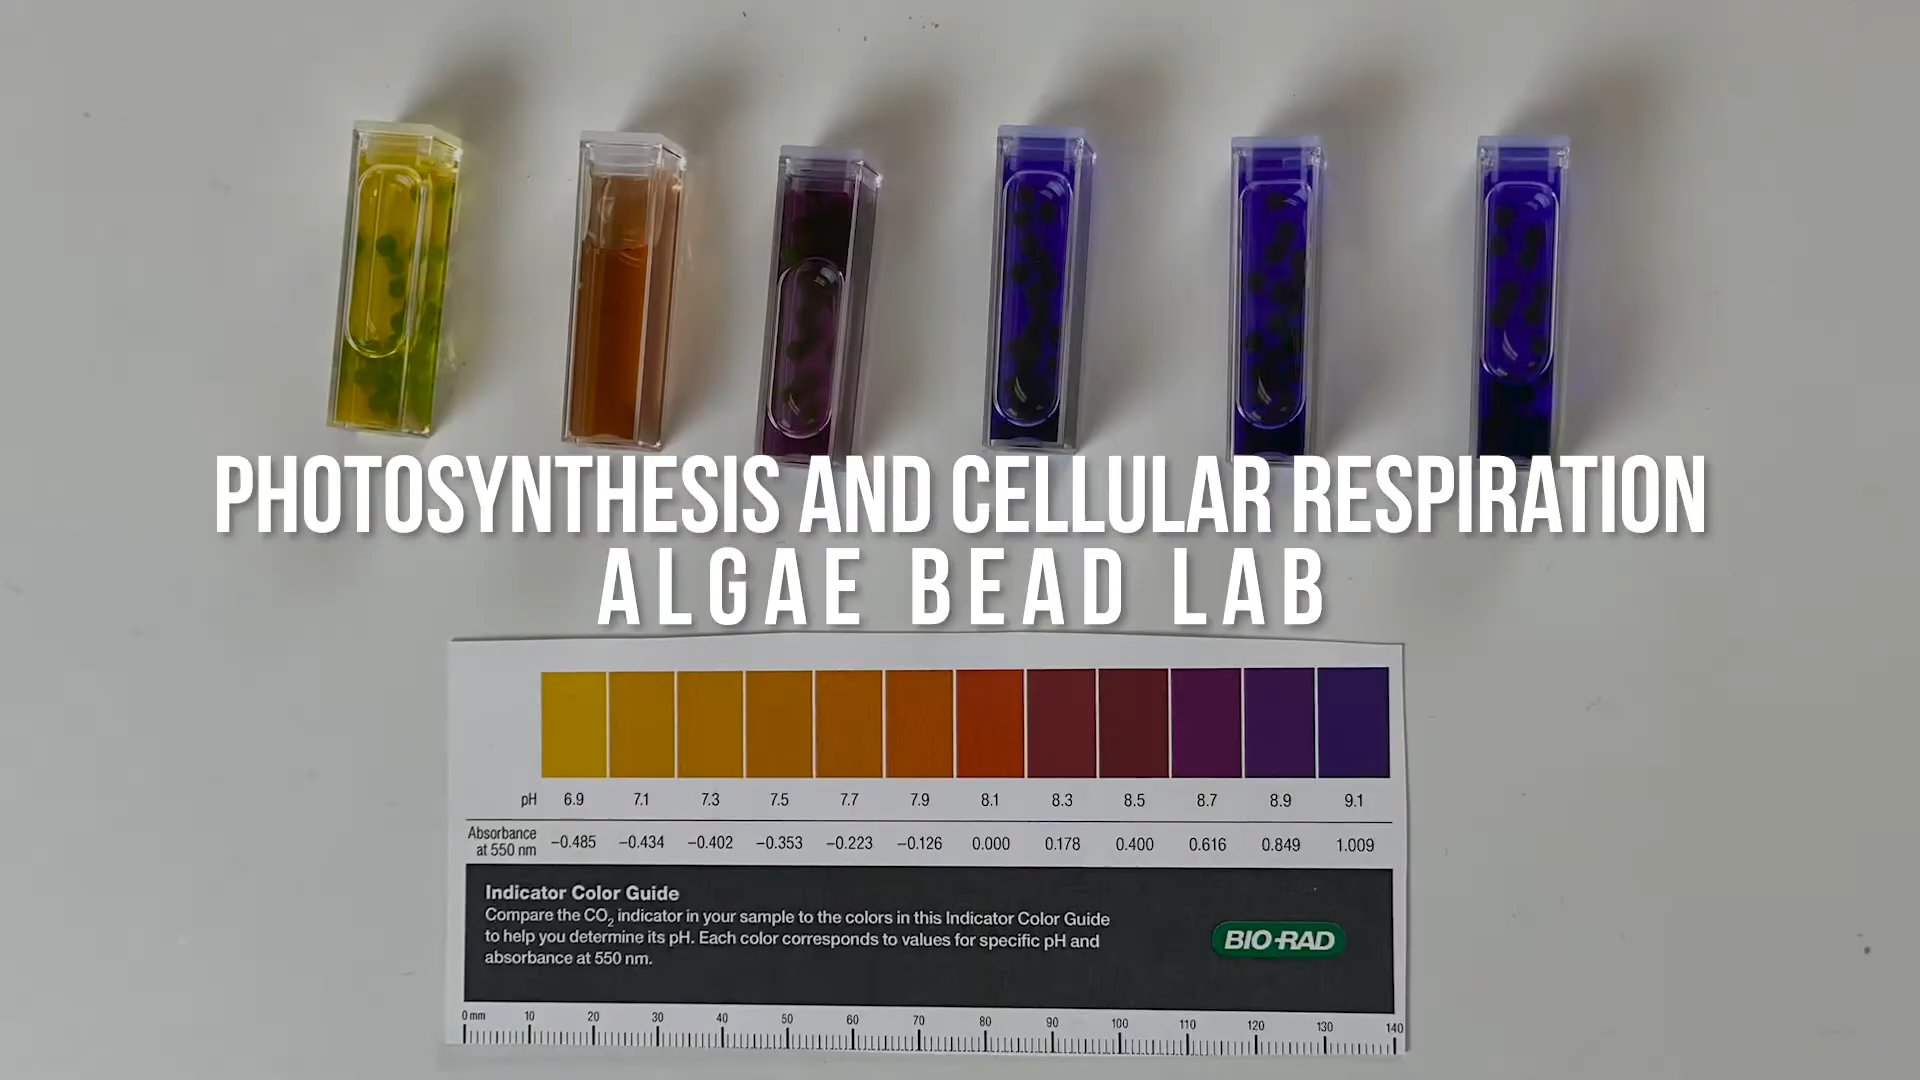 PHOTOSYNTHESIS AND CELLULAR RESPIRATION
ALGAE BEAD LAB
pH 6.9 7.1 7.3 7.5 7.7 7.9 8.1 8.3 8.5 8.7 8.9 9.1
Absorbance
at 550 nm −0.485 −0.434 −0.402 −0.353 −0.223 −0.126 0.000 0.178 0.400 0.616 0.849 1.009
Indicator Color Guide
Compare the CO₂ indicator in your sample to the colors in this Indicator Color Guide
to help you determine its pH. Each color corresponds to values for specific pH and
absorbance at 550 nm.
BIO-RAD
0 mm 10 20 30 40 50 60 70 80 90 100 110 120 130 140